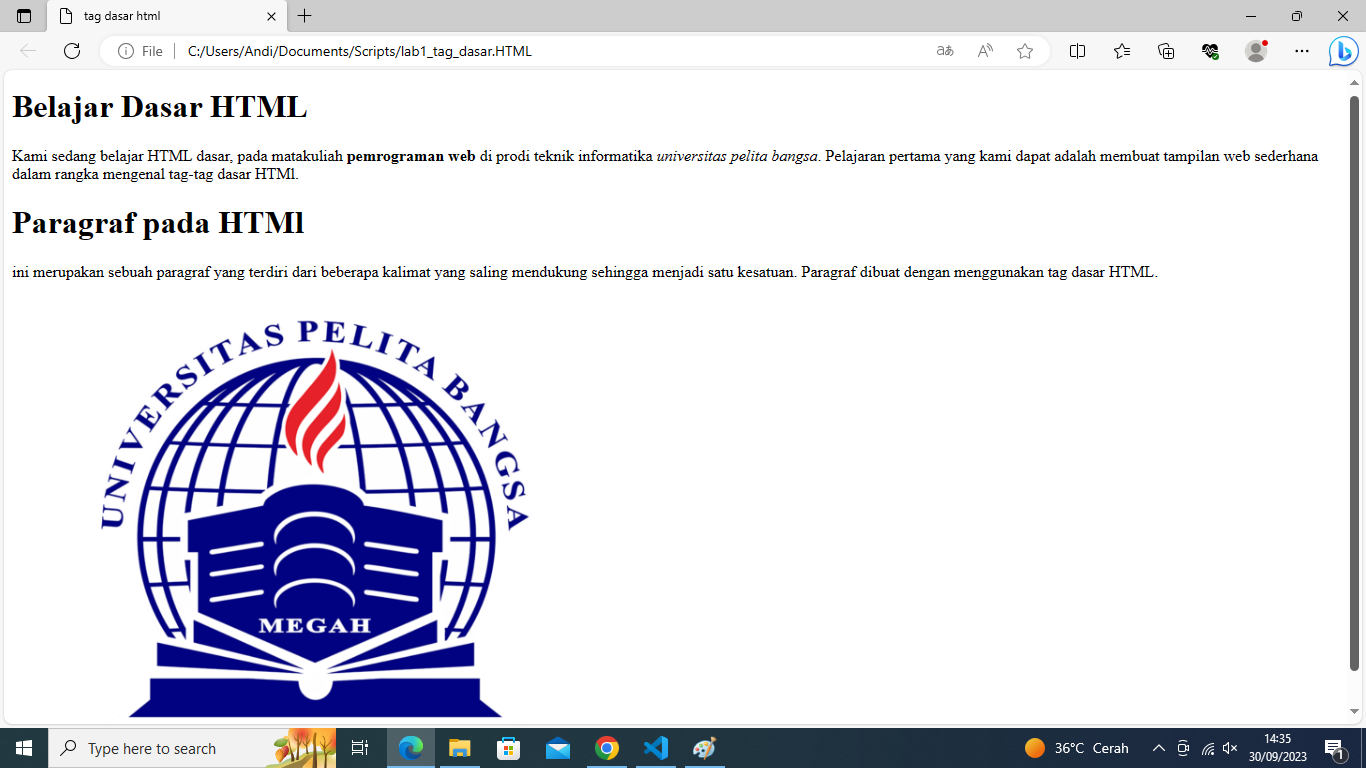 tag dasar html
File
C:/Users/Andi/Documents/Scripts/lab1_tag_dasar.HTML
Belajar Dasar HTML
Kami sedang belajar HTML dasar, pada matakuliah pemrograman web di prodi teknik informatika universitas pelita bangsa. Pelajaran pertama yang kami dapat adalah membuat tampilan web sederhana
dalam rangka mengenal tag-tag dasar HTMl.
Paragraf pada HTMl
ini merupakan sebuah paragraf yang terdiri dari beberapa kalimat yang saling mendukung sehingga menjadi satu kesatuan. Paragraf dibuat dengan menggunakan tag dasar HTML.
UNIVERSITAS PELITA BANGSA
MEGAH
Type here to search
36°C Cerah
14:35
30/09/2023
1